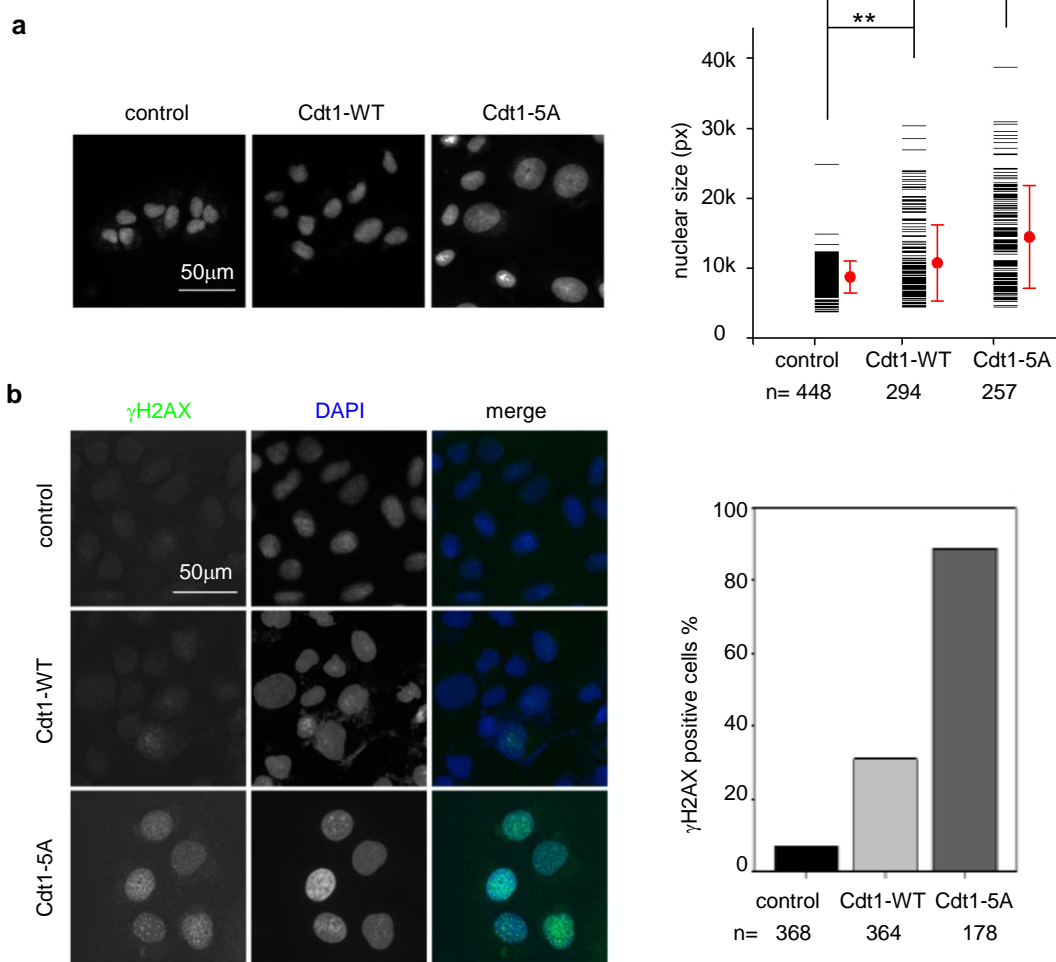 a
control Cdt1-WT Cdt1-5A
50μm
**
nuclear size (px)
40k
30k
20k
10k
0
control Cdt1-WT Cdt1-5A
n= 448 294 257
b
γH2AX DAPI merge
control
50μm
Cdt1-WT
Cdt1-5A
γH2AX positive cells %
100
80
60
40
20
0
control Cdt1-WT Cdt1-5A
n= 368 364 178